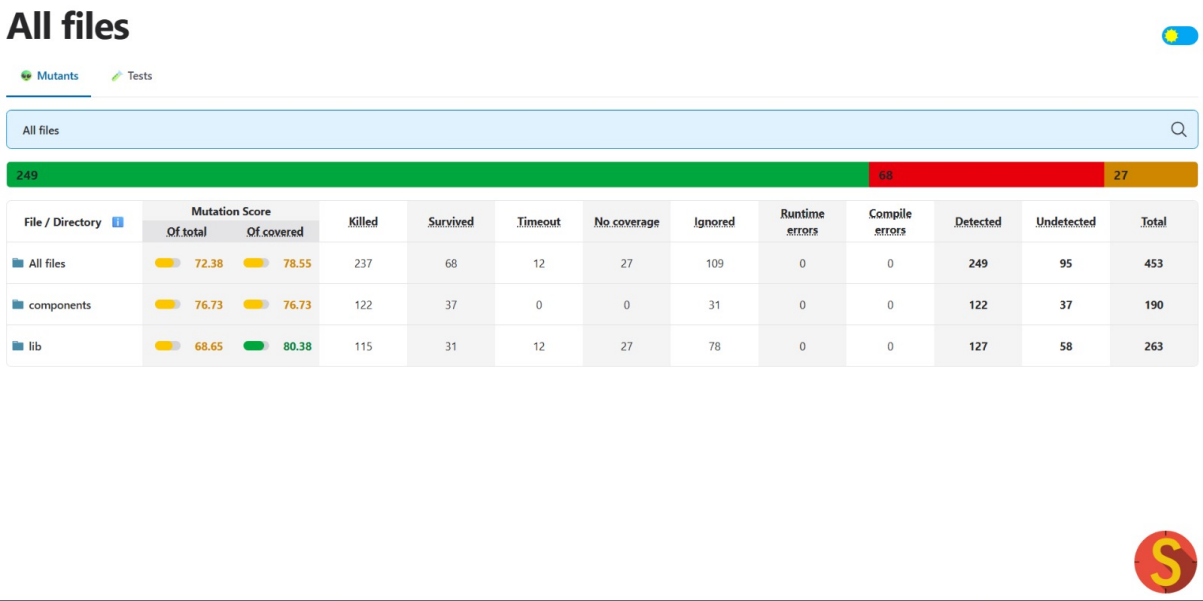 All files
Mutants Tests
All files
249 68 27
File / Directory Mutation Score Killed Survived Timeout No coverage Ignored Runtime errors Compile errors Detected Undetected Total
Of total Of covered
All files 72.38 78.55 237 68 12 27 109 0 0 249 95 453
components 76.73 76.73 122 37 0 0 31 0 0 122 37 190
lib 68.65 80.38 115 31 12 27 78 0 0 127 58 263
S